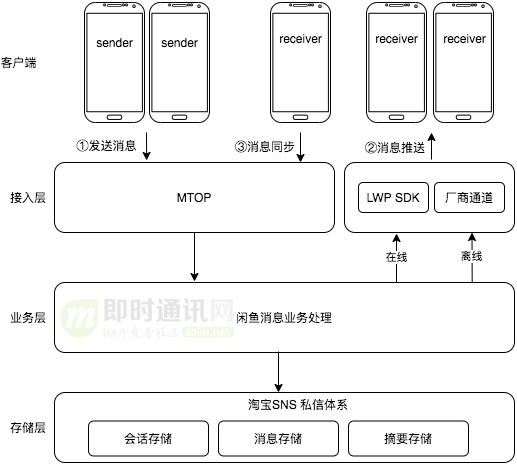 sender
sender
receiver
receiver
receiver
客户端
①发送消息
③消息同步
②消息推送
接入层
MTOP
LWP SDK
厂商通道
在线
离线
业务层
即时通讯网
IM开发者社区 52im.net
闲鱼消息业务处理
淘宝SNS 私信体系
存储层
会话存储
消息存储
摘要存储